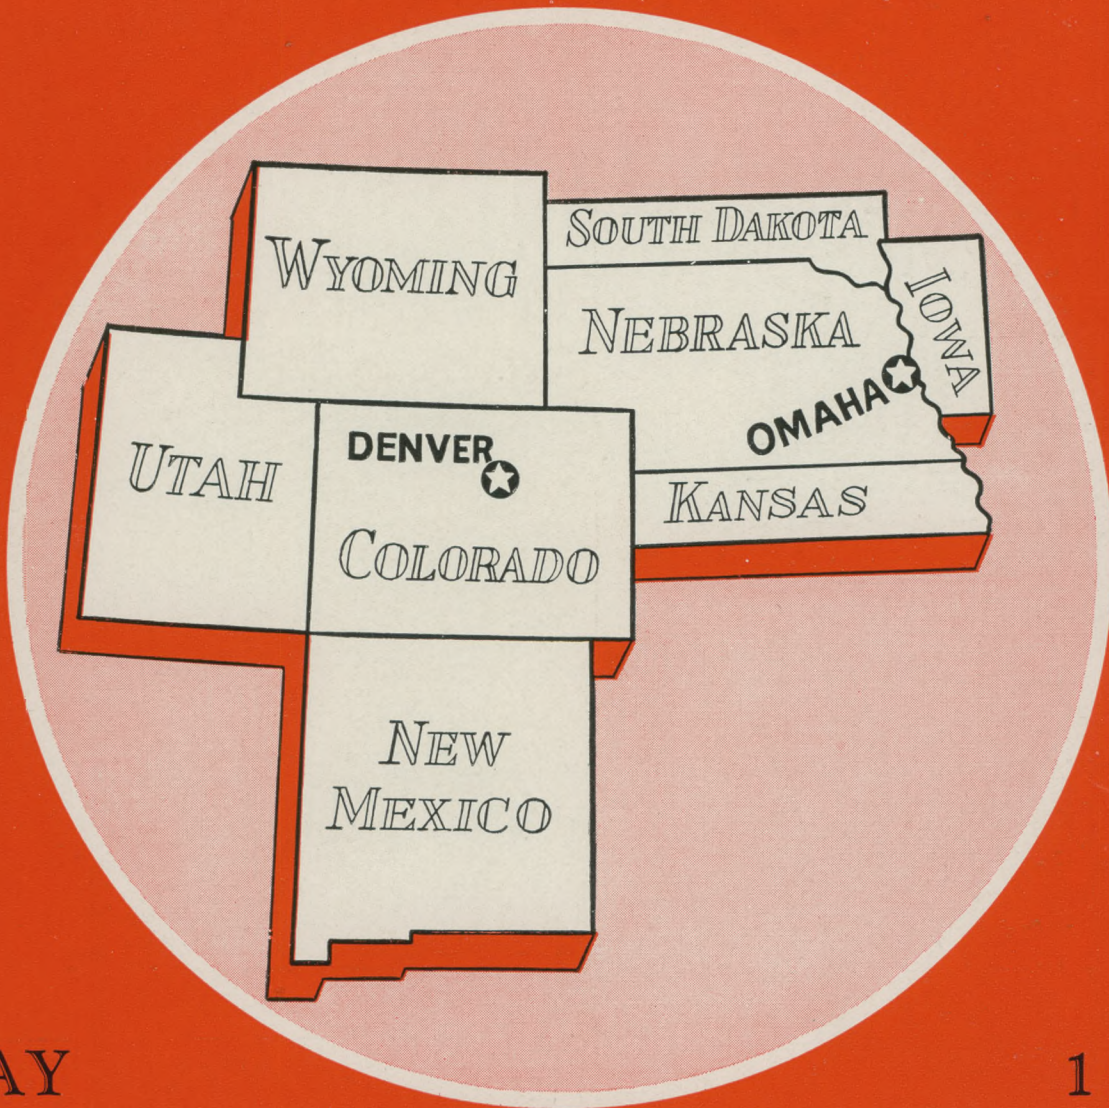 SOUTH DAKOTA
WYOMING
IOWA
NEBRASKA
OMAHA
DENVER
UTAH
KANSAS
COLORADO
NEW
MEXICO
AY
1